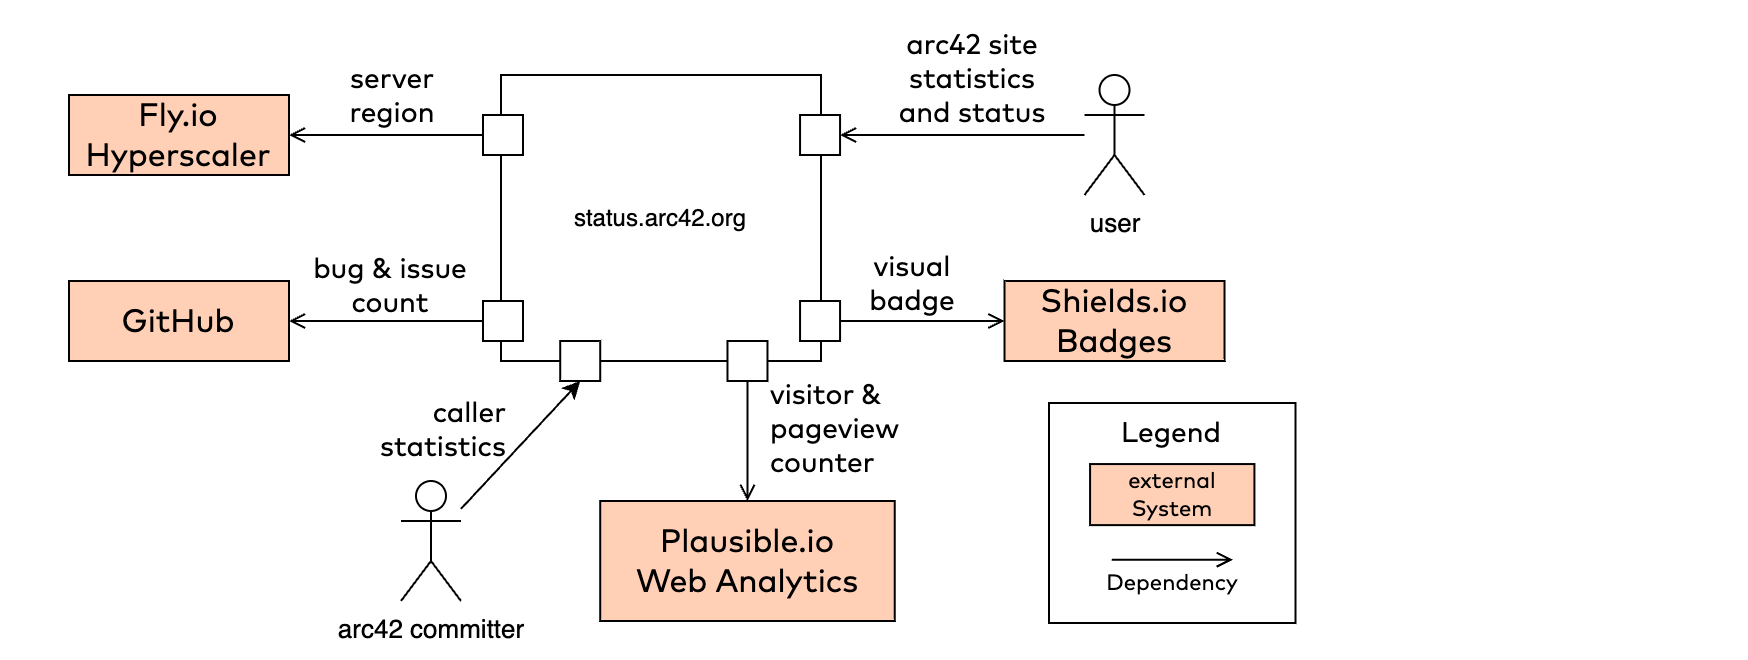 arc42 site
statistics
and status
server
region
Fly.io
Hyperscaler
status.arc42.org
user
bug & issue
count
GitHub
visual
badge
Shields.io
Badges
caller
statistics
visitor &
pageview
counter
arc42 committer
Plausible.io
Web Analytics
Legend
external
System
Dependency